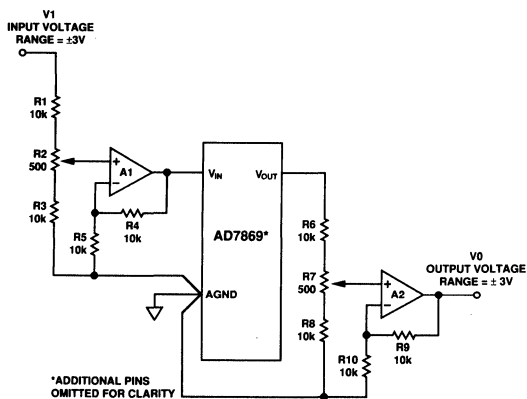 V1
INPUT VOLTAGE
RANGE = ±3V
R1
10k
R2
500
R3
10k
A1
+
–
R4
10k
R5
10k
VIN
VOUT
AD7869*
AGND
R6
10k
R7
500
R8
10k
A2
+
–
R9
10k
R10
10k
V0
OUTPUT VOLTAGE
RANGE = ± 3V
*ADDITIONAL PINS
OMITTED FOR CLARITY